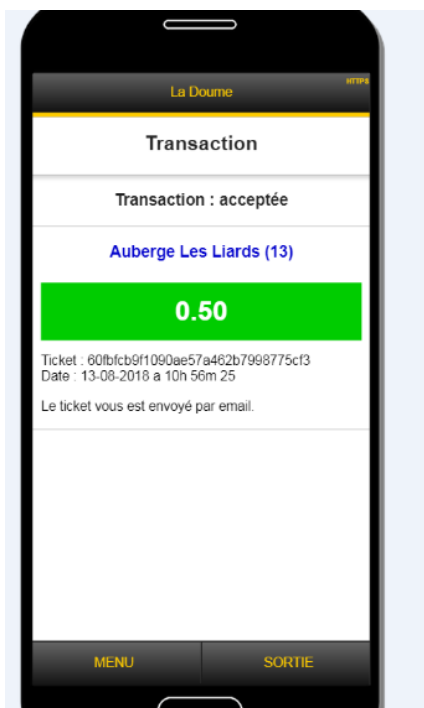 HTTPS
La Doume
Transaction
Transaction : acceptée
Auberge Les Liards (13)
0.50
Ticket : 60fbfcb9f1090ae57a462b7998775cf3
Date : 13-08-2018 a 10h 56m 25
Le ticket vous est envoyé par email.
MENU
SORTIE